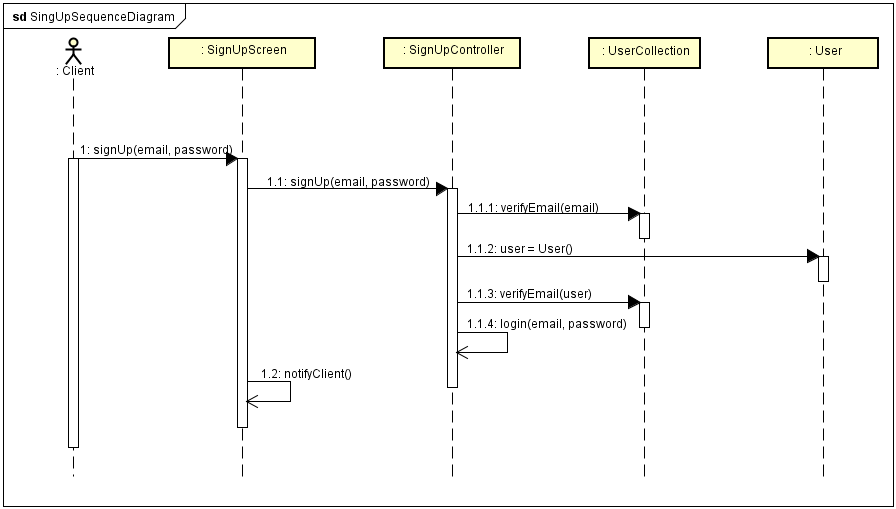 sd SingUpSequenceDiagram
: Client
: SignUpScreen
: SignUpController
: UserCollection
: User
1: signUp(email, password)
1.1: signUp(email, password)
1.1.1: verifyEmail(email)
1.1.2: user = User()
1.1.3: verifyEmail(user)
1.1.4: login(email, password)
1.2: notifyClient()